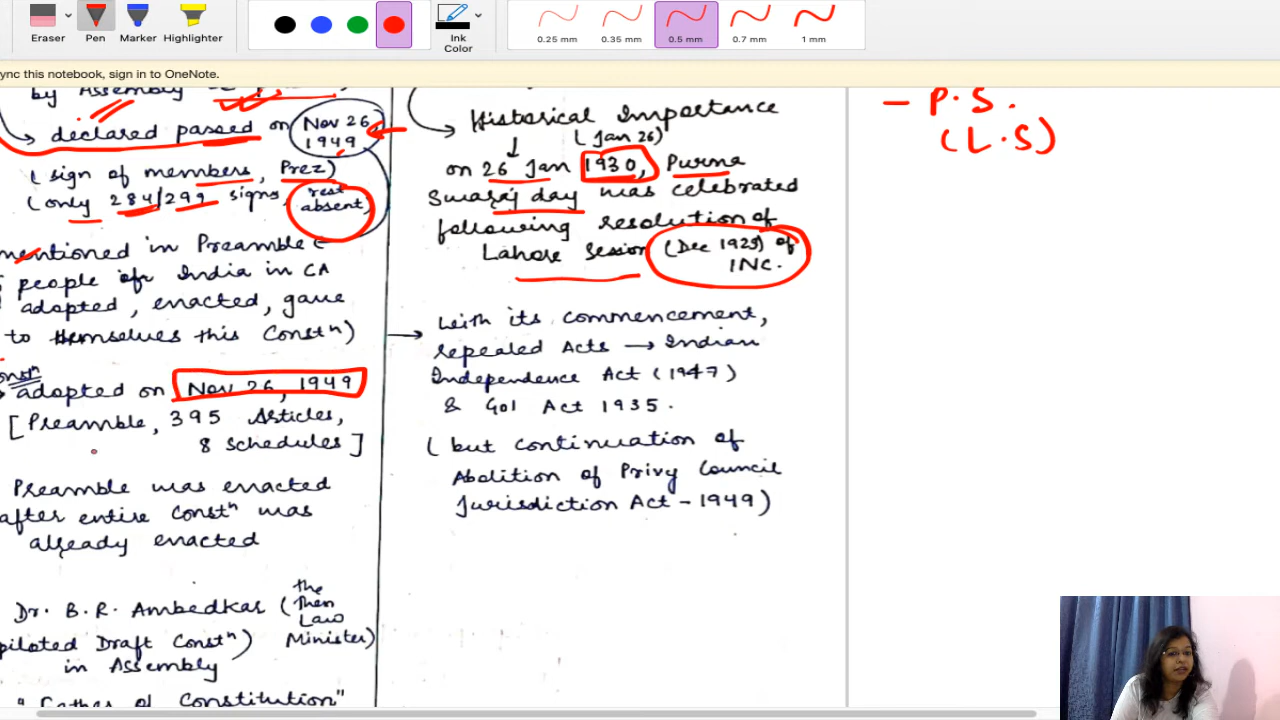 Eraser
Pen
Marker
Highlighter
Ink
Color
0.25 mm
0.35 mm
0.5 mm
0.7 mm
1 mm
ync this notebook, sign in to OneNote.
by Assembly
declared passed on Nov 26, 1949
(sign of members, Prez)
(only 284/299 signs, rest absent)
mentioned in Preamble (
people of India in CA
adopted, enacted, gave
to themselves this Constⁿ)
Constⁿ
adopted on Nov 26, 1949
[Preamble, 395 Articles,
8 Schedules]
Preamble was enacted
after entire Constⁿ was
already enacted
Dr. B. R. Ambedkar (the then Law Minister)
piloted Draft Constⁿ)
in Assembly
"Father of Constitution"
Historical Importance
(Jan 26)
on 26 Jan 1930, Purna
Swaraj day was celebrated
following resolution of
Lahore Session (Dec 1929) of
INC.
With its commencement,
repealed Acts → Indian
Independence Act (1947)
& GoI Act 1935.
(but continuation of
Abolition of Privy Council
Jurisdiction Act - 1949)
- P.S.
(L.S)